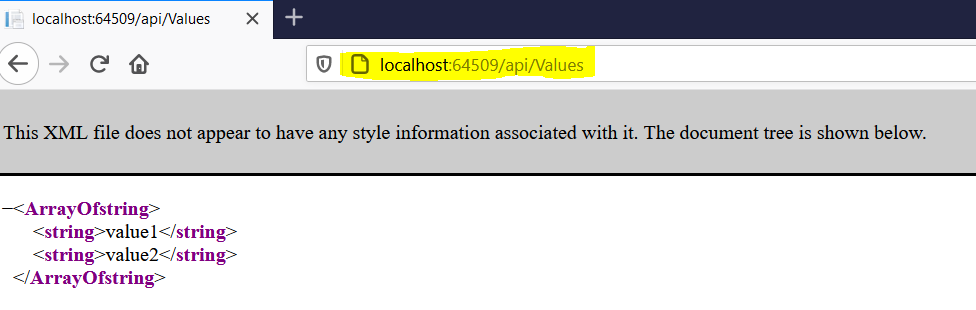 localhost:64509/api/Values
localhost:64509/api/Values
This XML file does not appear to have any style information associated with it. The document tree is shown below.
−<ArrayOfstring>
<string>value1</string>
<string>value2</string>
</ArrayOfstring>